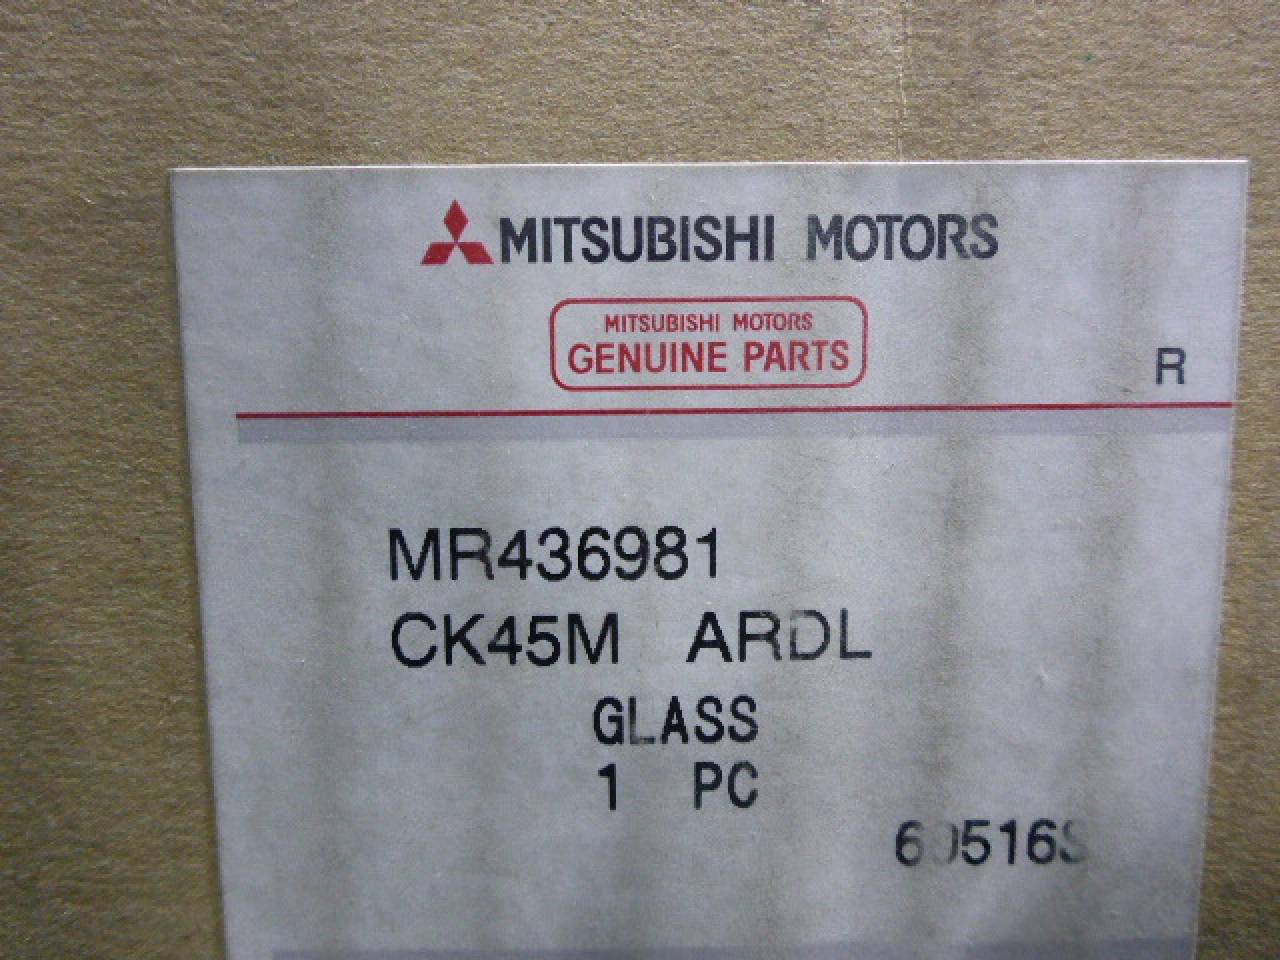 MITSUBISHI MOTORS
MITSUBISHI MOTORS
GENUINE PARTS
R
MR436981
CK45M ARDL
GLASS
1 PC